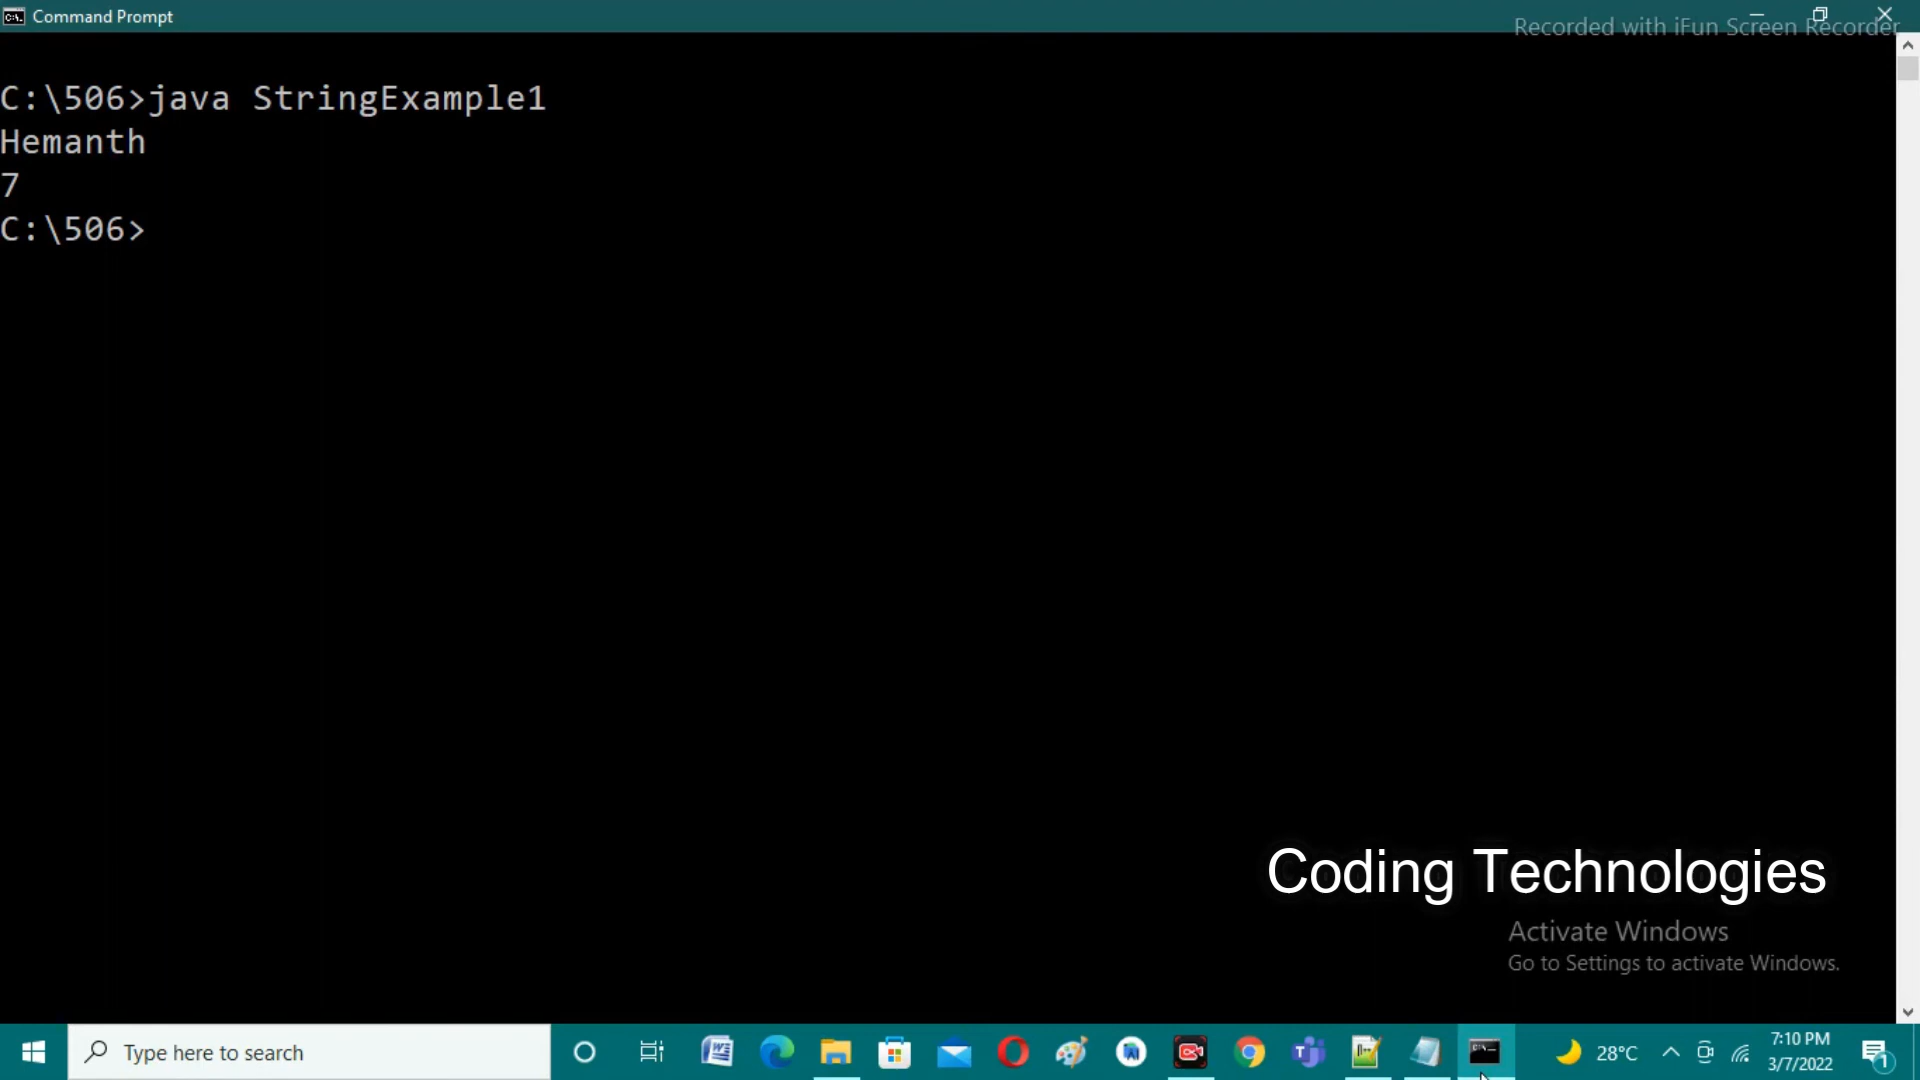 Command Prompt
Recorded with iFun Screen Recorder
C:\506>java StringExample1
Hemanth
7
C:\506>
Coding Technologies
Activate Windows
Go to Settings to activate Windows.
Type here to search
28°C
7:10 PM
3/7/2022
1